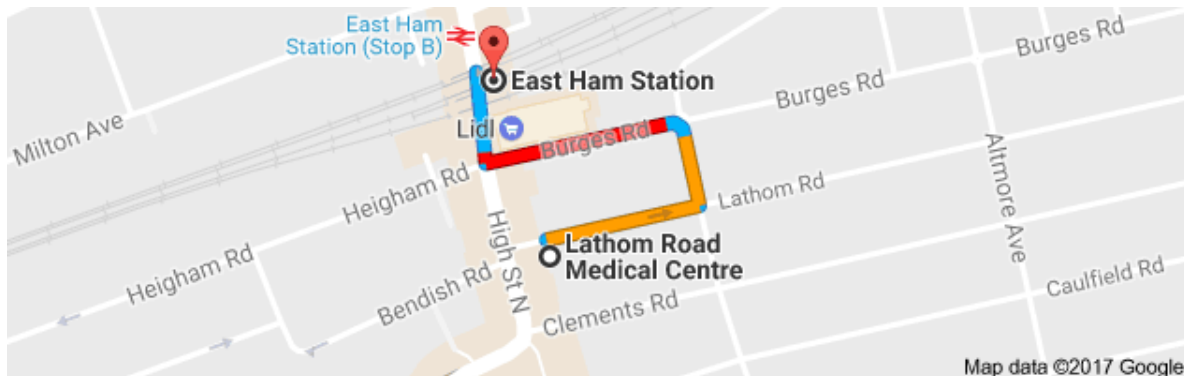 East Ham
Station (Stop B)
East Ham Station
Burges Rd
Burges Rd
Milton Ave
Lidl
Burges Rd
Heigham Rd
Altmore Ave
Lathom Rd
High St N
Lathom Road
Medical Centre
Heigham Rd
Bendish Rd
Clements Rd
Caulfield Rd
Map data ©2017 Google